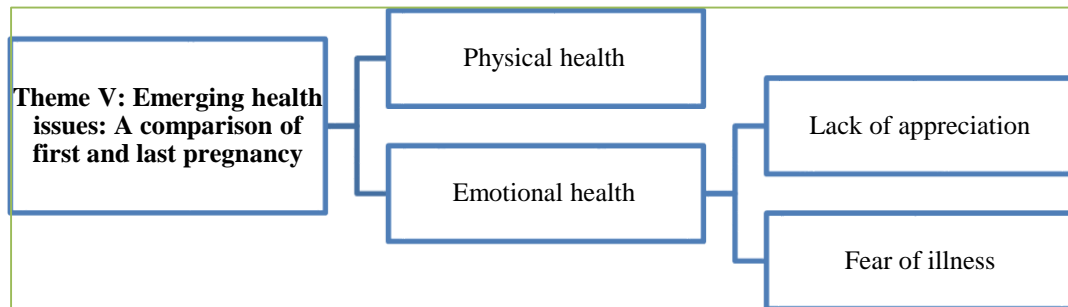 Theme V: Emerging health
issues: A comparison of
first and last pregnancy
Physical health
Emotional health
Lack of appreciation
Fear of illness